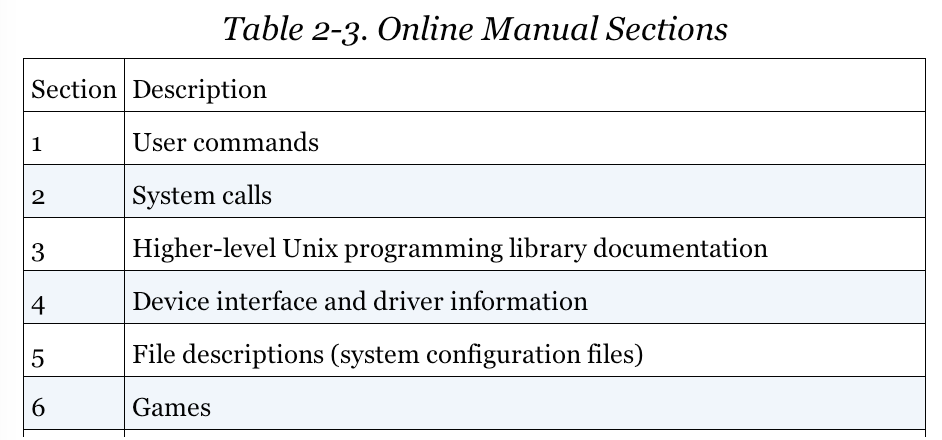 Table 2-3. Online Manual Sections
Section Description
1 User commands
2 System calls
3 Higher-level Unix programming library documentation
4 Device interface and driver information
5 File descriptions (system configuration files)
6 Games